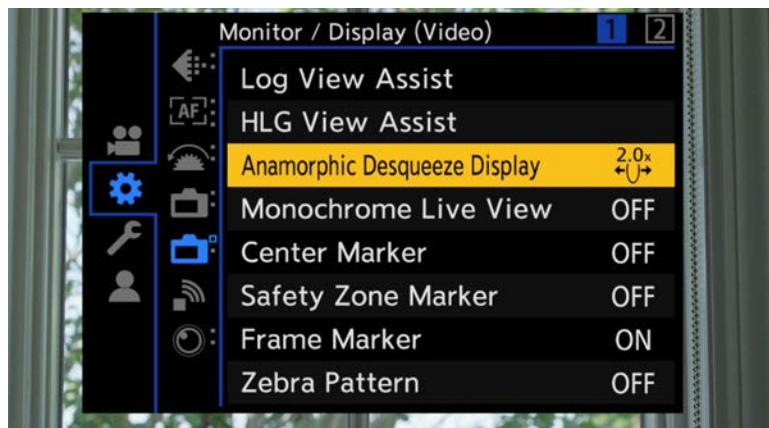 Monitor / Display (Video) 1 2
Log View Assist
AF
HLG View Assist
Anamorphic Desqueeze Display 2.0x
Monochrome Live View OFF
Center Marker OFF
Safety Zone Marker OFF
Frame Marker ON
Zebra Pattern OFF